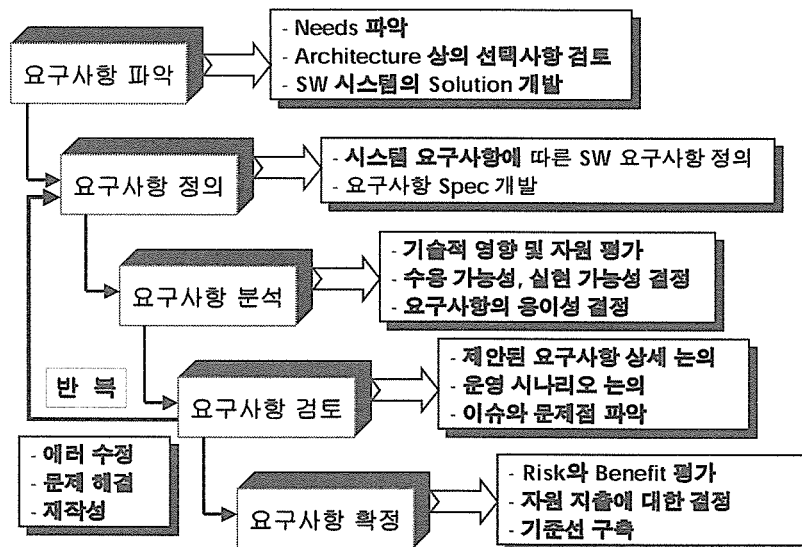 요구사항 파악
- Needs 파악
- Architecture 상의 선택사항 검토
- SW 시스템의 Solution 개발
요구사항 정의
- 시스템 요구사항에 따른 SW 요구사항 정의
- 요구사항 Spec 개발
요구사항 분석
- 기술적 영향 및 자원 평가
- 수용 가능성, 실현 가능성 결정
- 요구사항의 용이성 결정
요구사항 검토
- 제안된 요구사항 상세 논의
- 운영 시나리오 논의
- 이슈와 문제점 파악
반 복
- 에러 수정
- 문제 해결
- 재작성
요구사항 확정
- Risk와 Benefit 평가
- 자원 지출에 대한 결정
- 기준선 구축